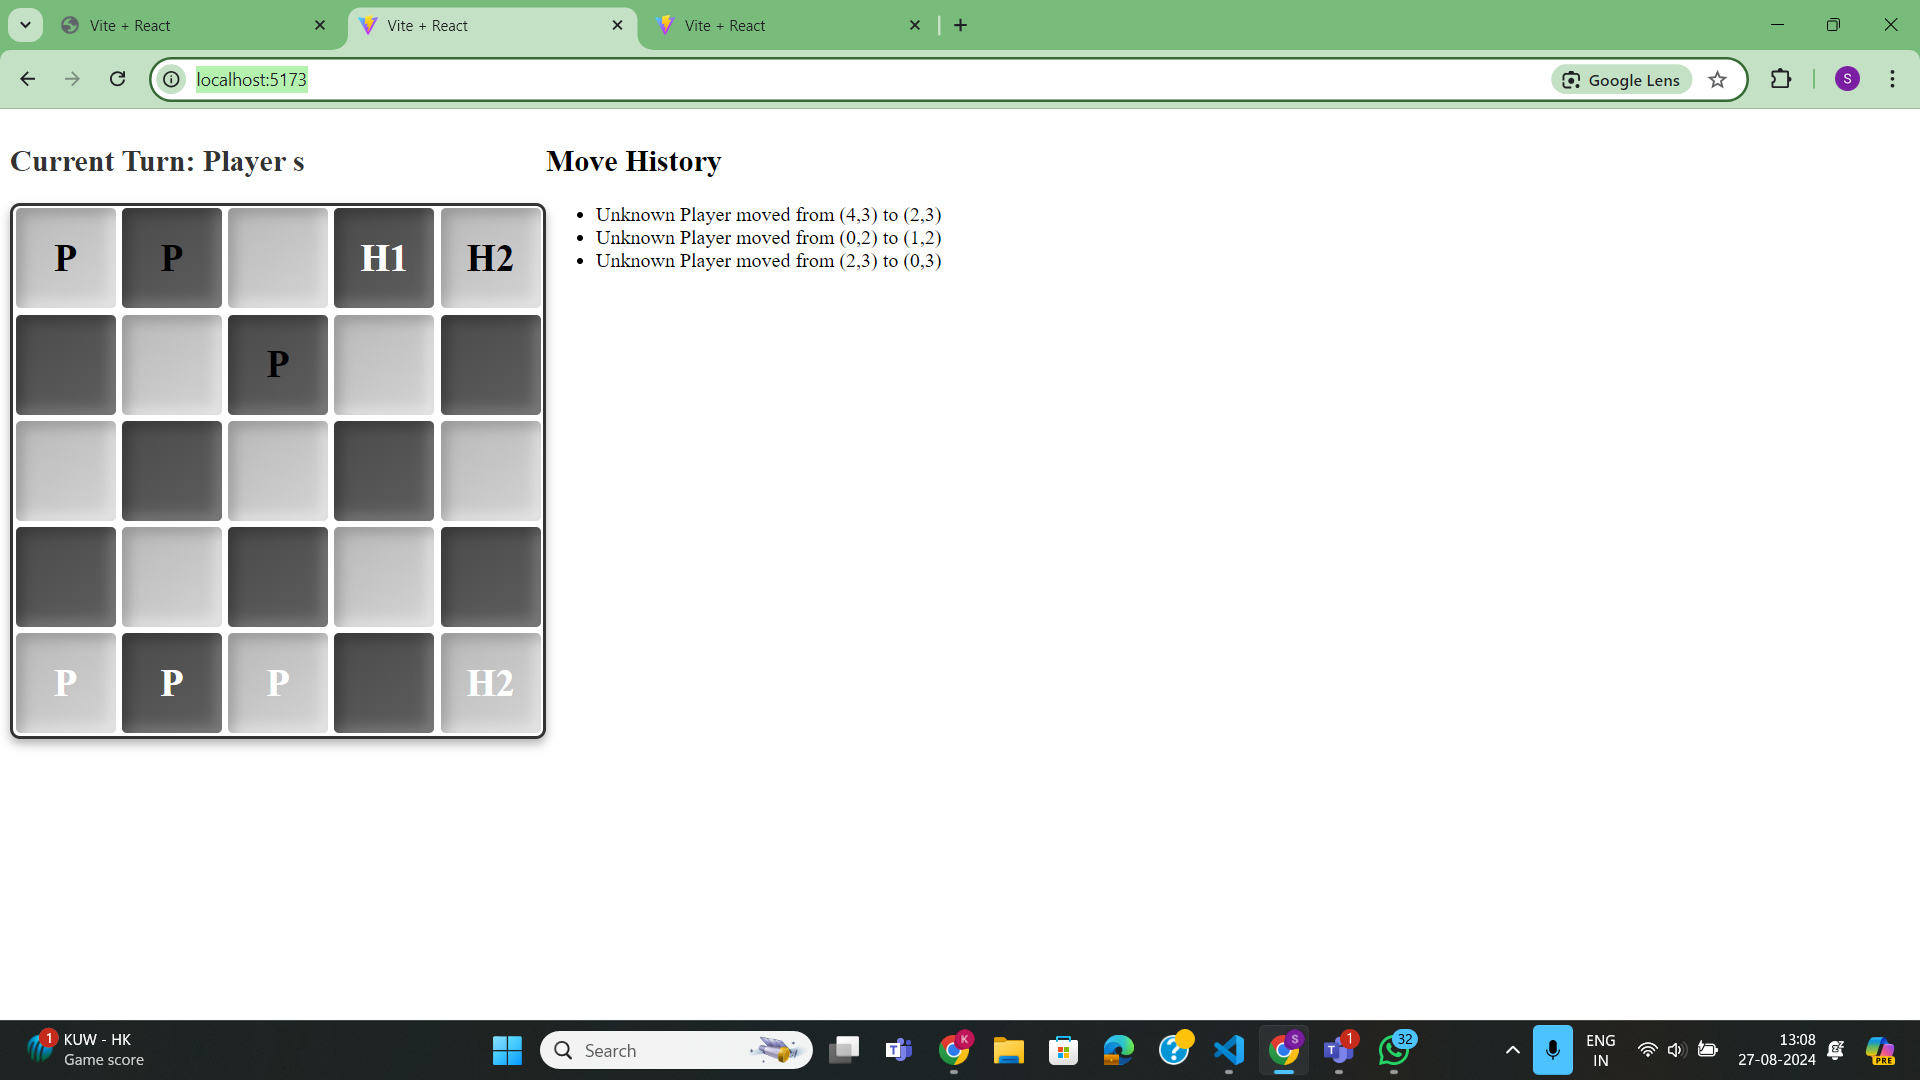 Vite + React
Vite + React
Vite + React
localhost:5173
Google Lens
S
Current Turn: Player s
Move History
Unknown Player moved from (4,3) to (2,3)
Unknown Player moved from (0,2) to (1,2)
Unknown Player moved from (2,3) to (0,3)
P P H1 H2
P
P P P H2
1
KUW - HK
Game score
Search
T
K
S
T 1
32
ENG
IN
13:08
27-08-2024
PRE